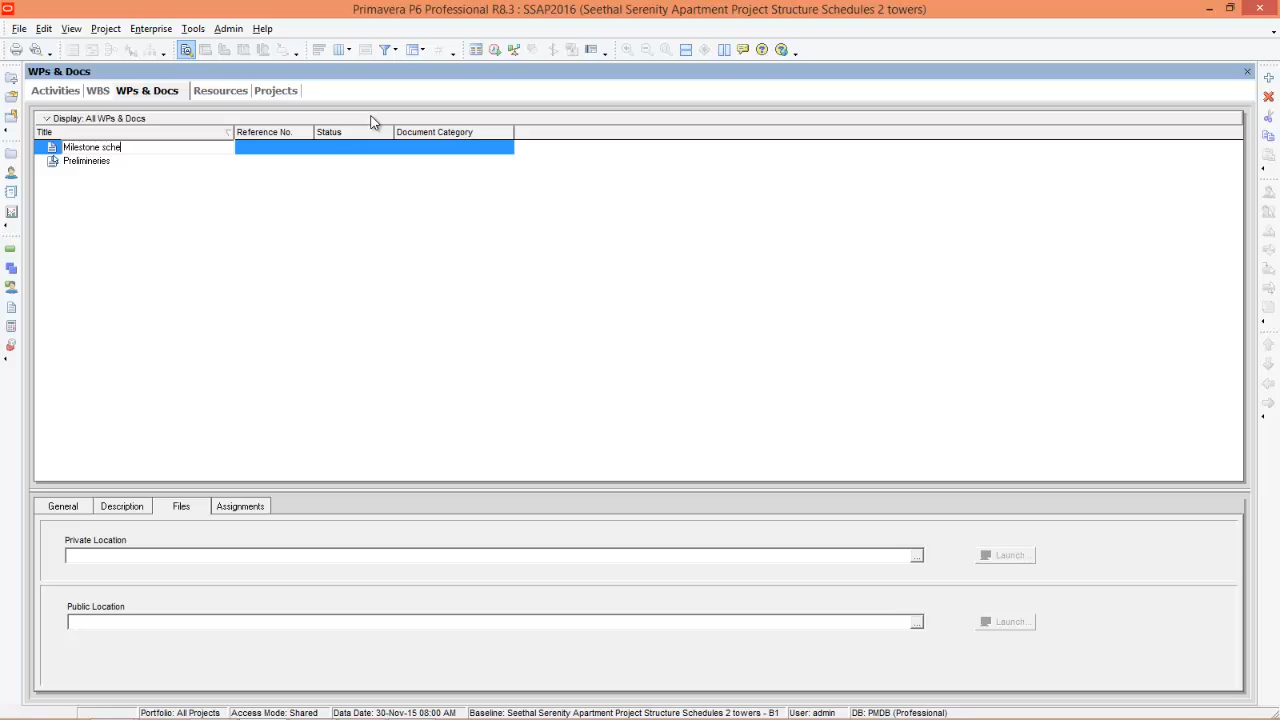 Primavera P6 Professional R8.3 : SSAP2016 (Seethal Serenity Apartment Project Structure Schedules 2 towers)
File Edit View Project Enterprise Tools Admin Help
WPs & Docs
Activities WBS WPs & Docs Resources Projects
Display: All WPs & Docs
Title Reference No. Status Document Category
Milestone sche
Prelimineries
General Description Files Assignments
Private Location
... Launch...
Public Location
... Launch...
Portfolio: All Projects Access Mode: Shared Data Date: 30-Nov-15 08:00 AM Baseline: Seethal Serenity Apartment Project Structure Schedules 2 towers - B1 User: admin DB: PMDB (Professional)